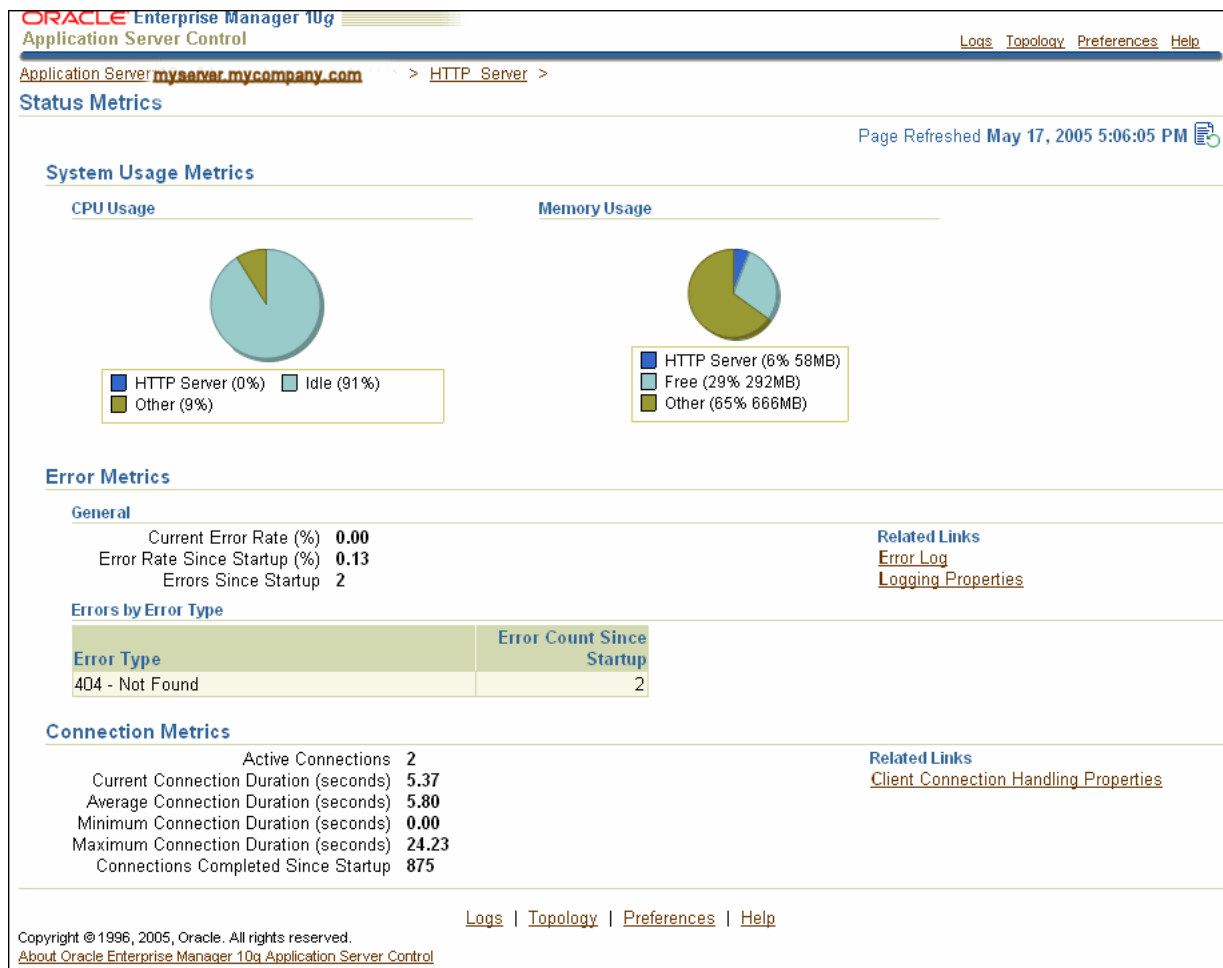 ORACLE Enterprise Manager 10g
Application Server Control
Logs Topology Preferences Help
Application Server myserver.mycompany.com > HTTP_Server >
Status Metrics
Page Refreshed May 17, 2005 5:06:05 PM
System Usage Metrics
CPU Usage
HTTP Server (0%) Idle (91%)
Other (9%)
Memory Usage
HTTP Server (6% 58MB)
Free (29% 292MB)
Other (65% 666MB)
Error Metrics
General
Current Error Rate (%) 0.00
Error Rate Since Startup (%) 0.13
Errors Since Startup 2
Related Links
Error Log
Logging Properties
Errors by Error Type
Error Type Error Count Since Startup
404 - Not Found 2
Connection Metrics
Active Connections 2
Current Connection Duration (seconds) 5.37
Average Connection Duration (seconds) 5.80
Minimum Connection Duration (seconds) 0.00
Maximum Connection Duration (seconds) 24.23
Connections Completed Since Startup 875
Related Links
Client Connection Handling Properties
Logs | Topology | Preferences | Help
Copyright © 1996, 2005, Oracle. All rights reserved.
About Oracle Enterprise Manager 10g Application Server Control